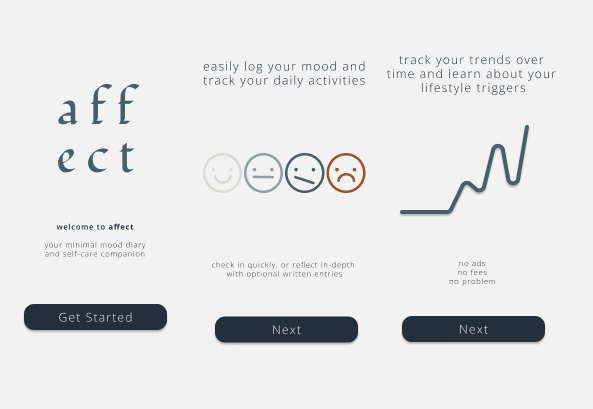 aff
ect
welcome to affect
your minimal mood diary
and self-care companion
Get Started
easily log your mood and
track your daily activities
check in quickly, or reflect in-depth
with optional written entries
Next
track your trends over
time and learn about your
lifestyle triggers
no ads
no fees
no problem
Next